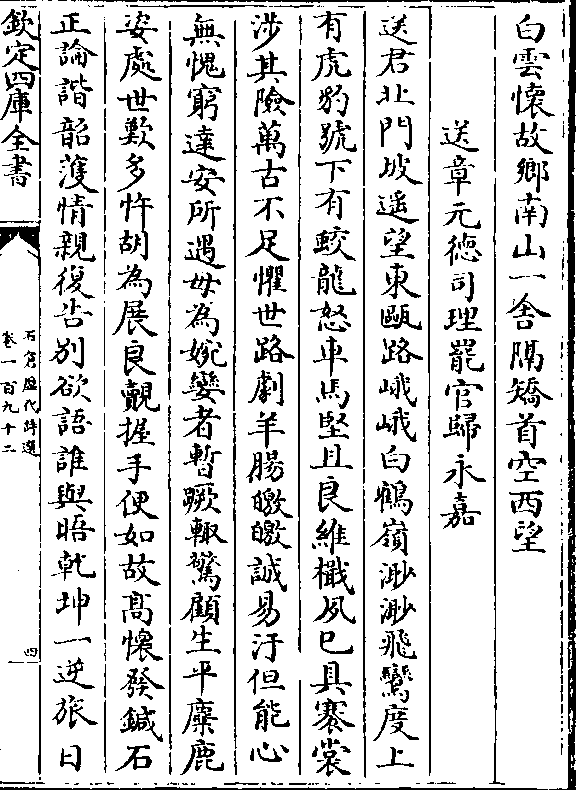 白雲懷故鄉南山一舍隔矯首空西望
送章元德司理罷官歸永嘉
送君北門坡遥望東甌路峨峨白鶴嶺渺渺飛鸞度上
有虎豹號下有蛟龍怒車馬堅且良維檝夙已具褰裳
涉其險萬古不足懼世路劇羊腸皦皦誠易汙但能心
無愧窮達安所遇毋為婉孌者暫蹶輙驚顧生平麋鹿
姿處世歎多忤胡為展良覿握手便如故髙懷發鍼石
正論諧韶頀情親復告别欲語誰與晤乾坤一逆旅日
欽定四庫全書
石倉歷代詩選
卷一百九十二
四